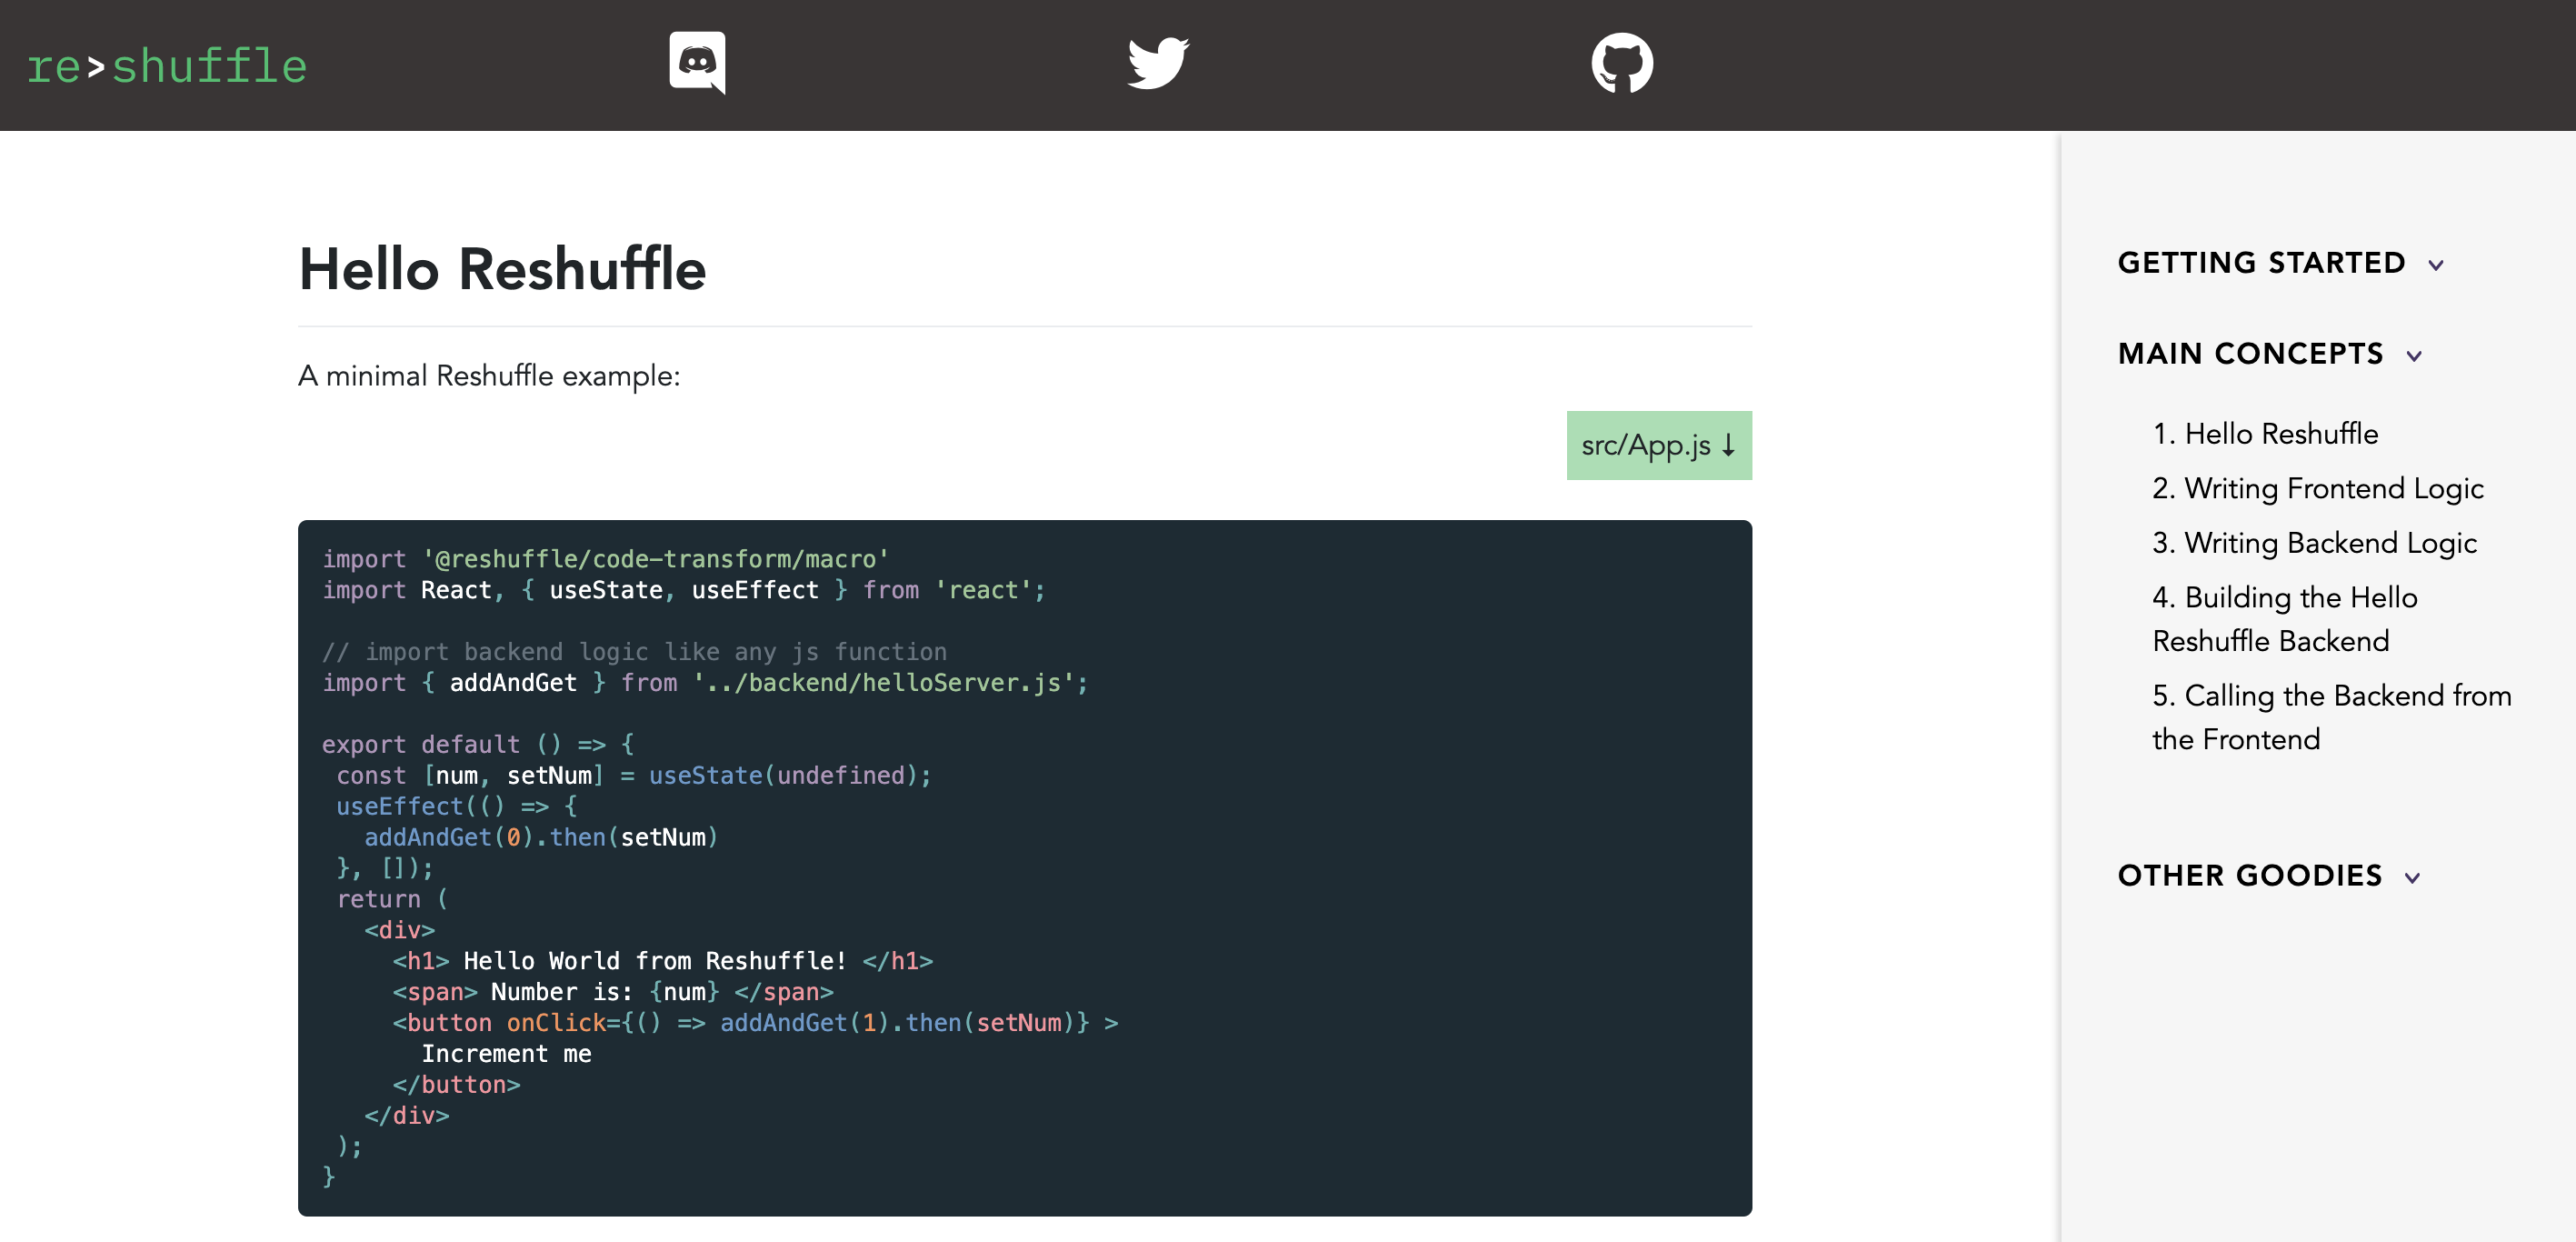 re>shuffle
Hello Reshuffle
A minimal Reshuffle example:
src/App.js ↓
import '@reshuffle/code-transform/macro'
import React, { useState, useEffect } from 'react';

// import backend logic like any js function
import { addAndGet } from '../backend/helloServer.js';

export default () => {
 const [num, setNum] = useState(undefined);
 useEffect(() => {
   addAndGet(0).then(setNum)
 }, []);
 return (
   <div>
     <h1> Hello World from Reshuffle! </h1>
     <span> Number is: {num} </span>
     <button onClick={() => addAndGet(1).then(setNum)} >
       Increment me
     </button>
   </div>
 );
}
GETTING STARTED
MAIN CONCEPTS
1. Hello Reshuffle
2. Writing Frontend Logic
3. Writing Backend Logic
4. Building the Hello
Reshuffle Backend
5. Calling the Backend from
the Frontend
OTHER GOODIES